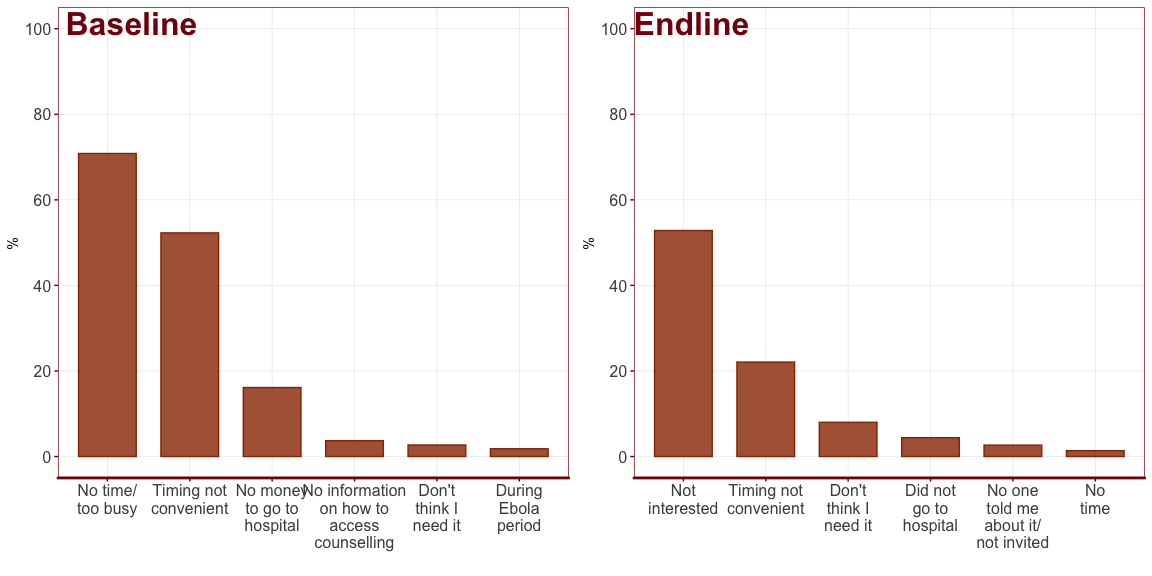 Baseline
100
80
60
40
20
0
%
No time/
too busy
Timing not
convenient
No money
to go to
hospital
No information
on how to
access
counselling
Don't
think I
need it
During
Ebola
period
Endline
100
80
60
40
20
0
%
Not
interested
Timing not
convenient
Don't
think I
need it
Did not
go to
hospital
No one
told me
about it/
not invited
No
time